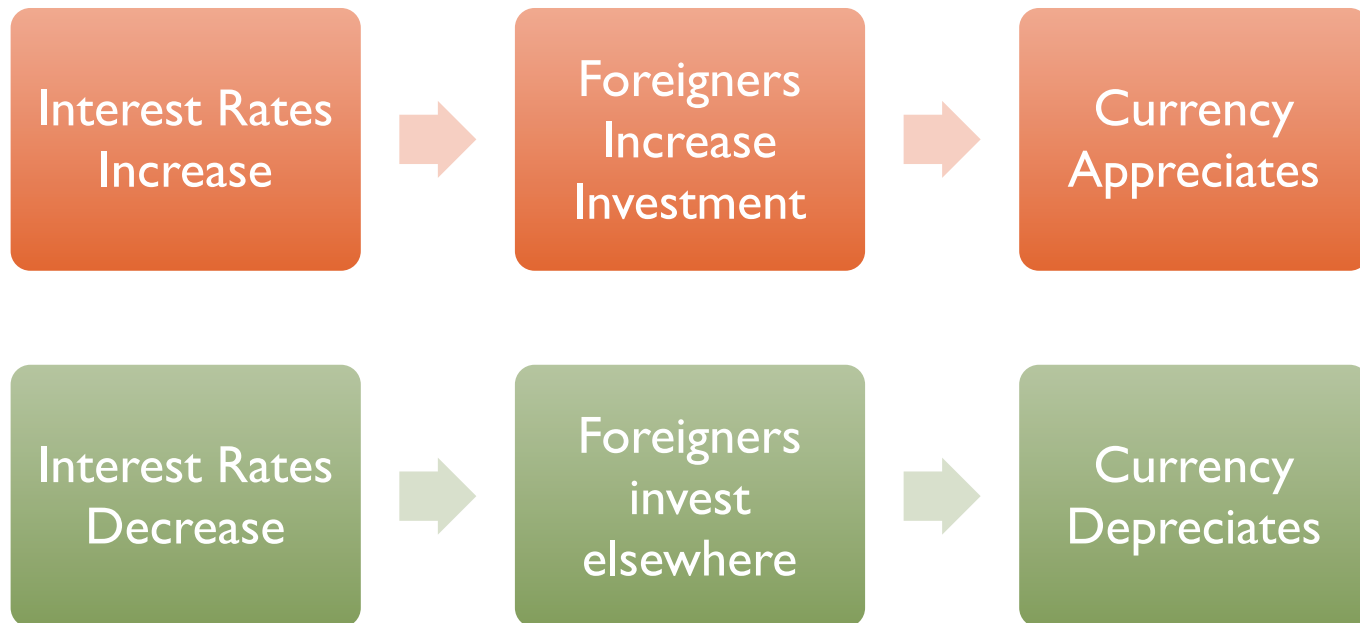 Interest Rates
Increase
Foreigners
Increase
Investment
Currency
Appreciates
Interest Rates
Decrease
Foreigners
invest
elsewhere
Currency
Depreciates